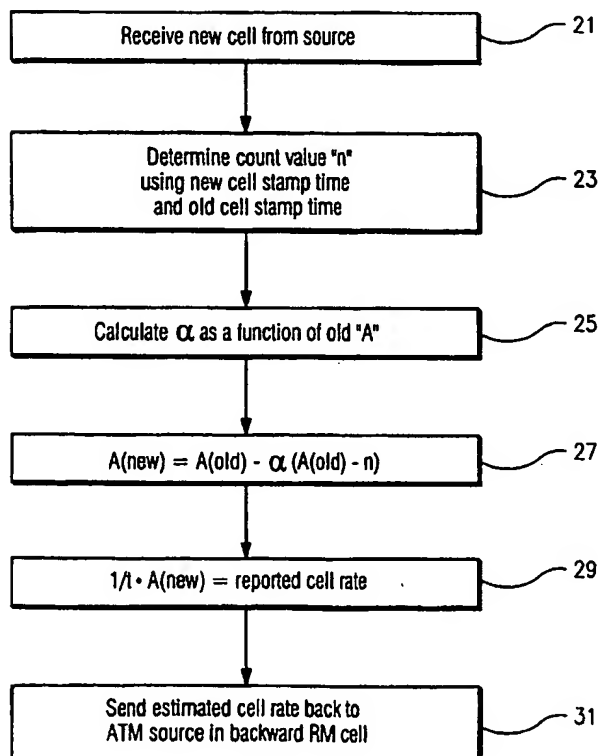 Receive new cell from source
21
Determine count value "n"
using new cell stamp time
and old cell stamp time
23
Calculate α as a function of old "A"
25
A(new) = A(old) - α (A(old) - n)
27
1/t • A(new) = reported cell rate
29
Send estimated cell rate back to
ATM source in backward RM cell
31